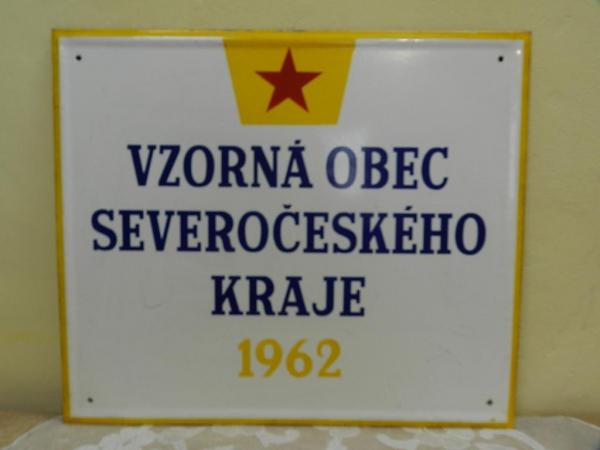 VZORNÁ OBEC
SEVEROČESKÉHO
KRAJE
1962